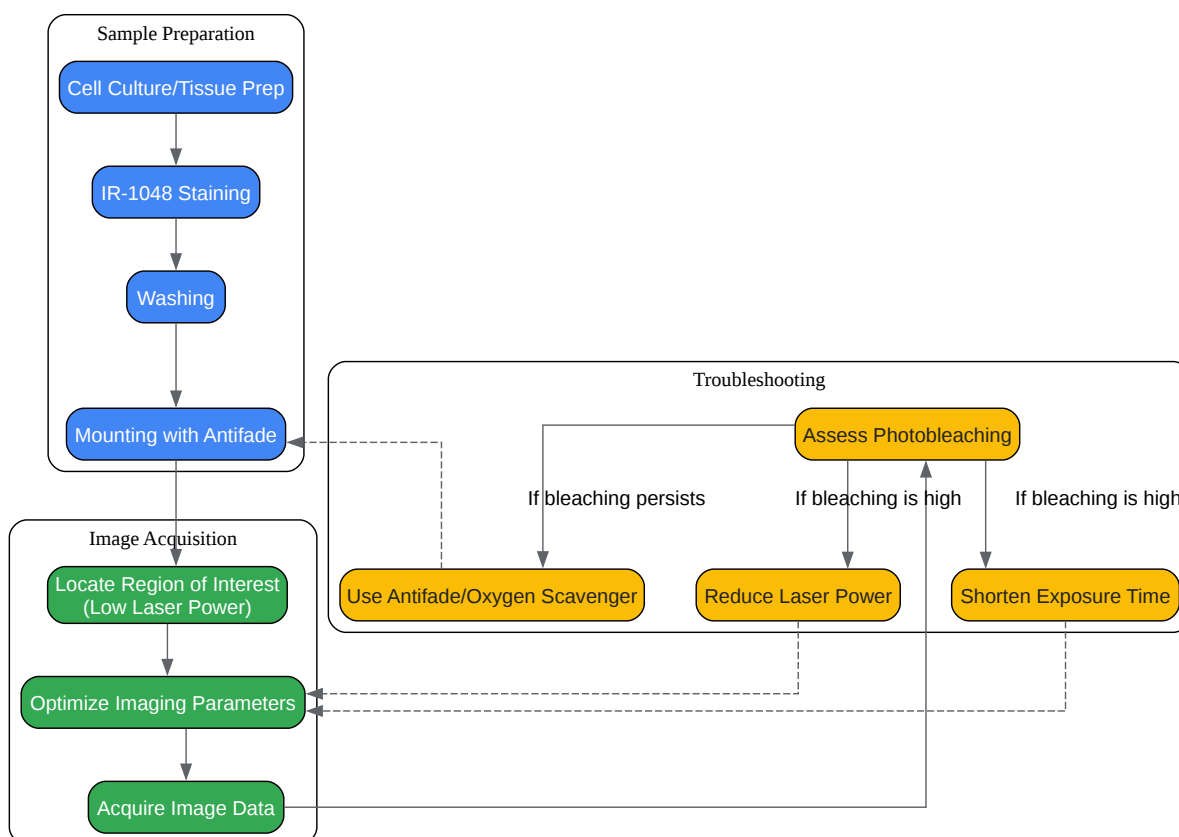 Sample Preparation
Cell Culture/Tissue Prep
IR-1048 Staining
Washing
Mounting with Antifade
Troubleshooting
Assess Photobleaching
If bleaching persists
If bleaching is high
If bleaching is high
Use Antifade/Oxygen Scavenger
Reduce Laser Power
Shorten Exposure Time
Image Acquisition
Locate Region of Interest
(Low Laser Power)
Optimize Imaging Parameters
Acquire Image Data